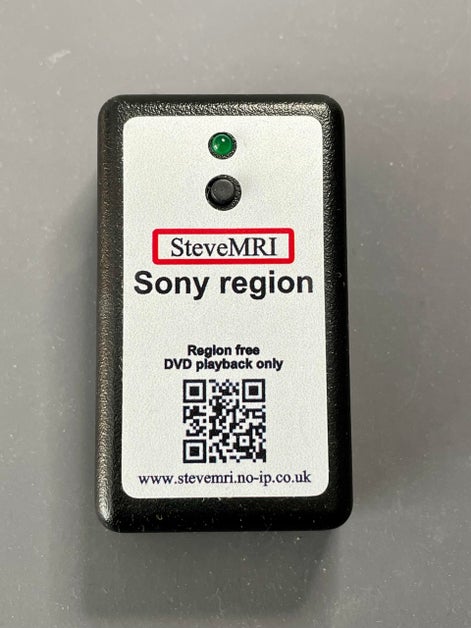 SteveMRI
Sony region
Region free
DVD playback only
www.stevemri.no-ip.co.uk